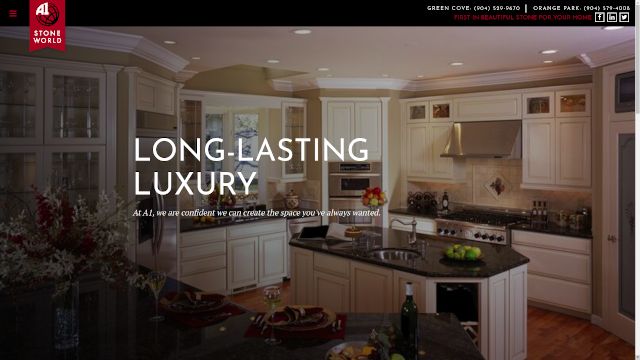 A1
STONE
WORLD
GREEN COVE: (904) 529-9670 | ORANGE PARK: (904) 579-4008
FIRST IN BEAUTIFUL STONE FOR YOUR HOME
LONG-LASTING
LUXURY
At A1, we are confident we can create the space you've always wanted.